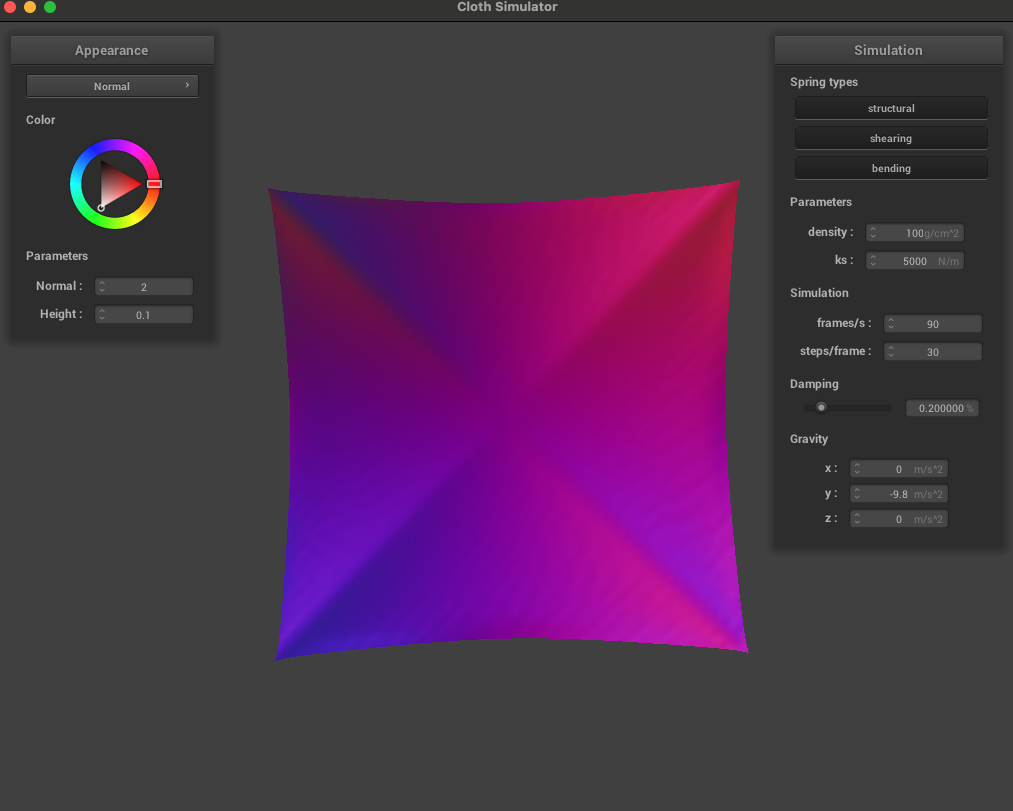 Cloth Simulator
Appearance
Normal ›
Color
Parameters
Normal : 2
Height : 0.1
Simulation
Spring types
structural
shearing
bending
Parameters
density : 100 g/cm^2
ks : 5000 N/m
Simulation
frames/s : 90
steps/frame : 30
Damping
0.200000 %
Gravity
x : 0 m/s^2
y : -9.8 m/s^2
z : 0 m/s^2